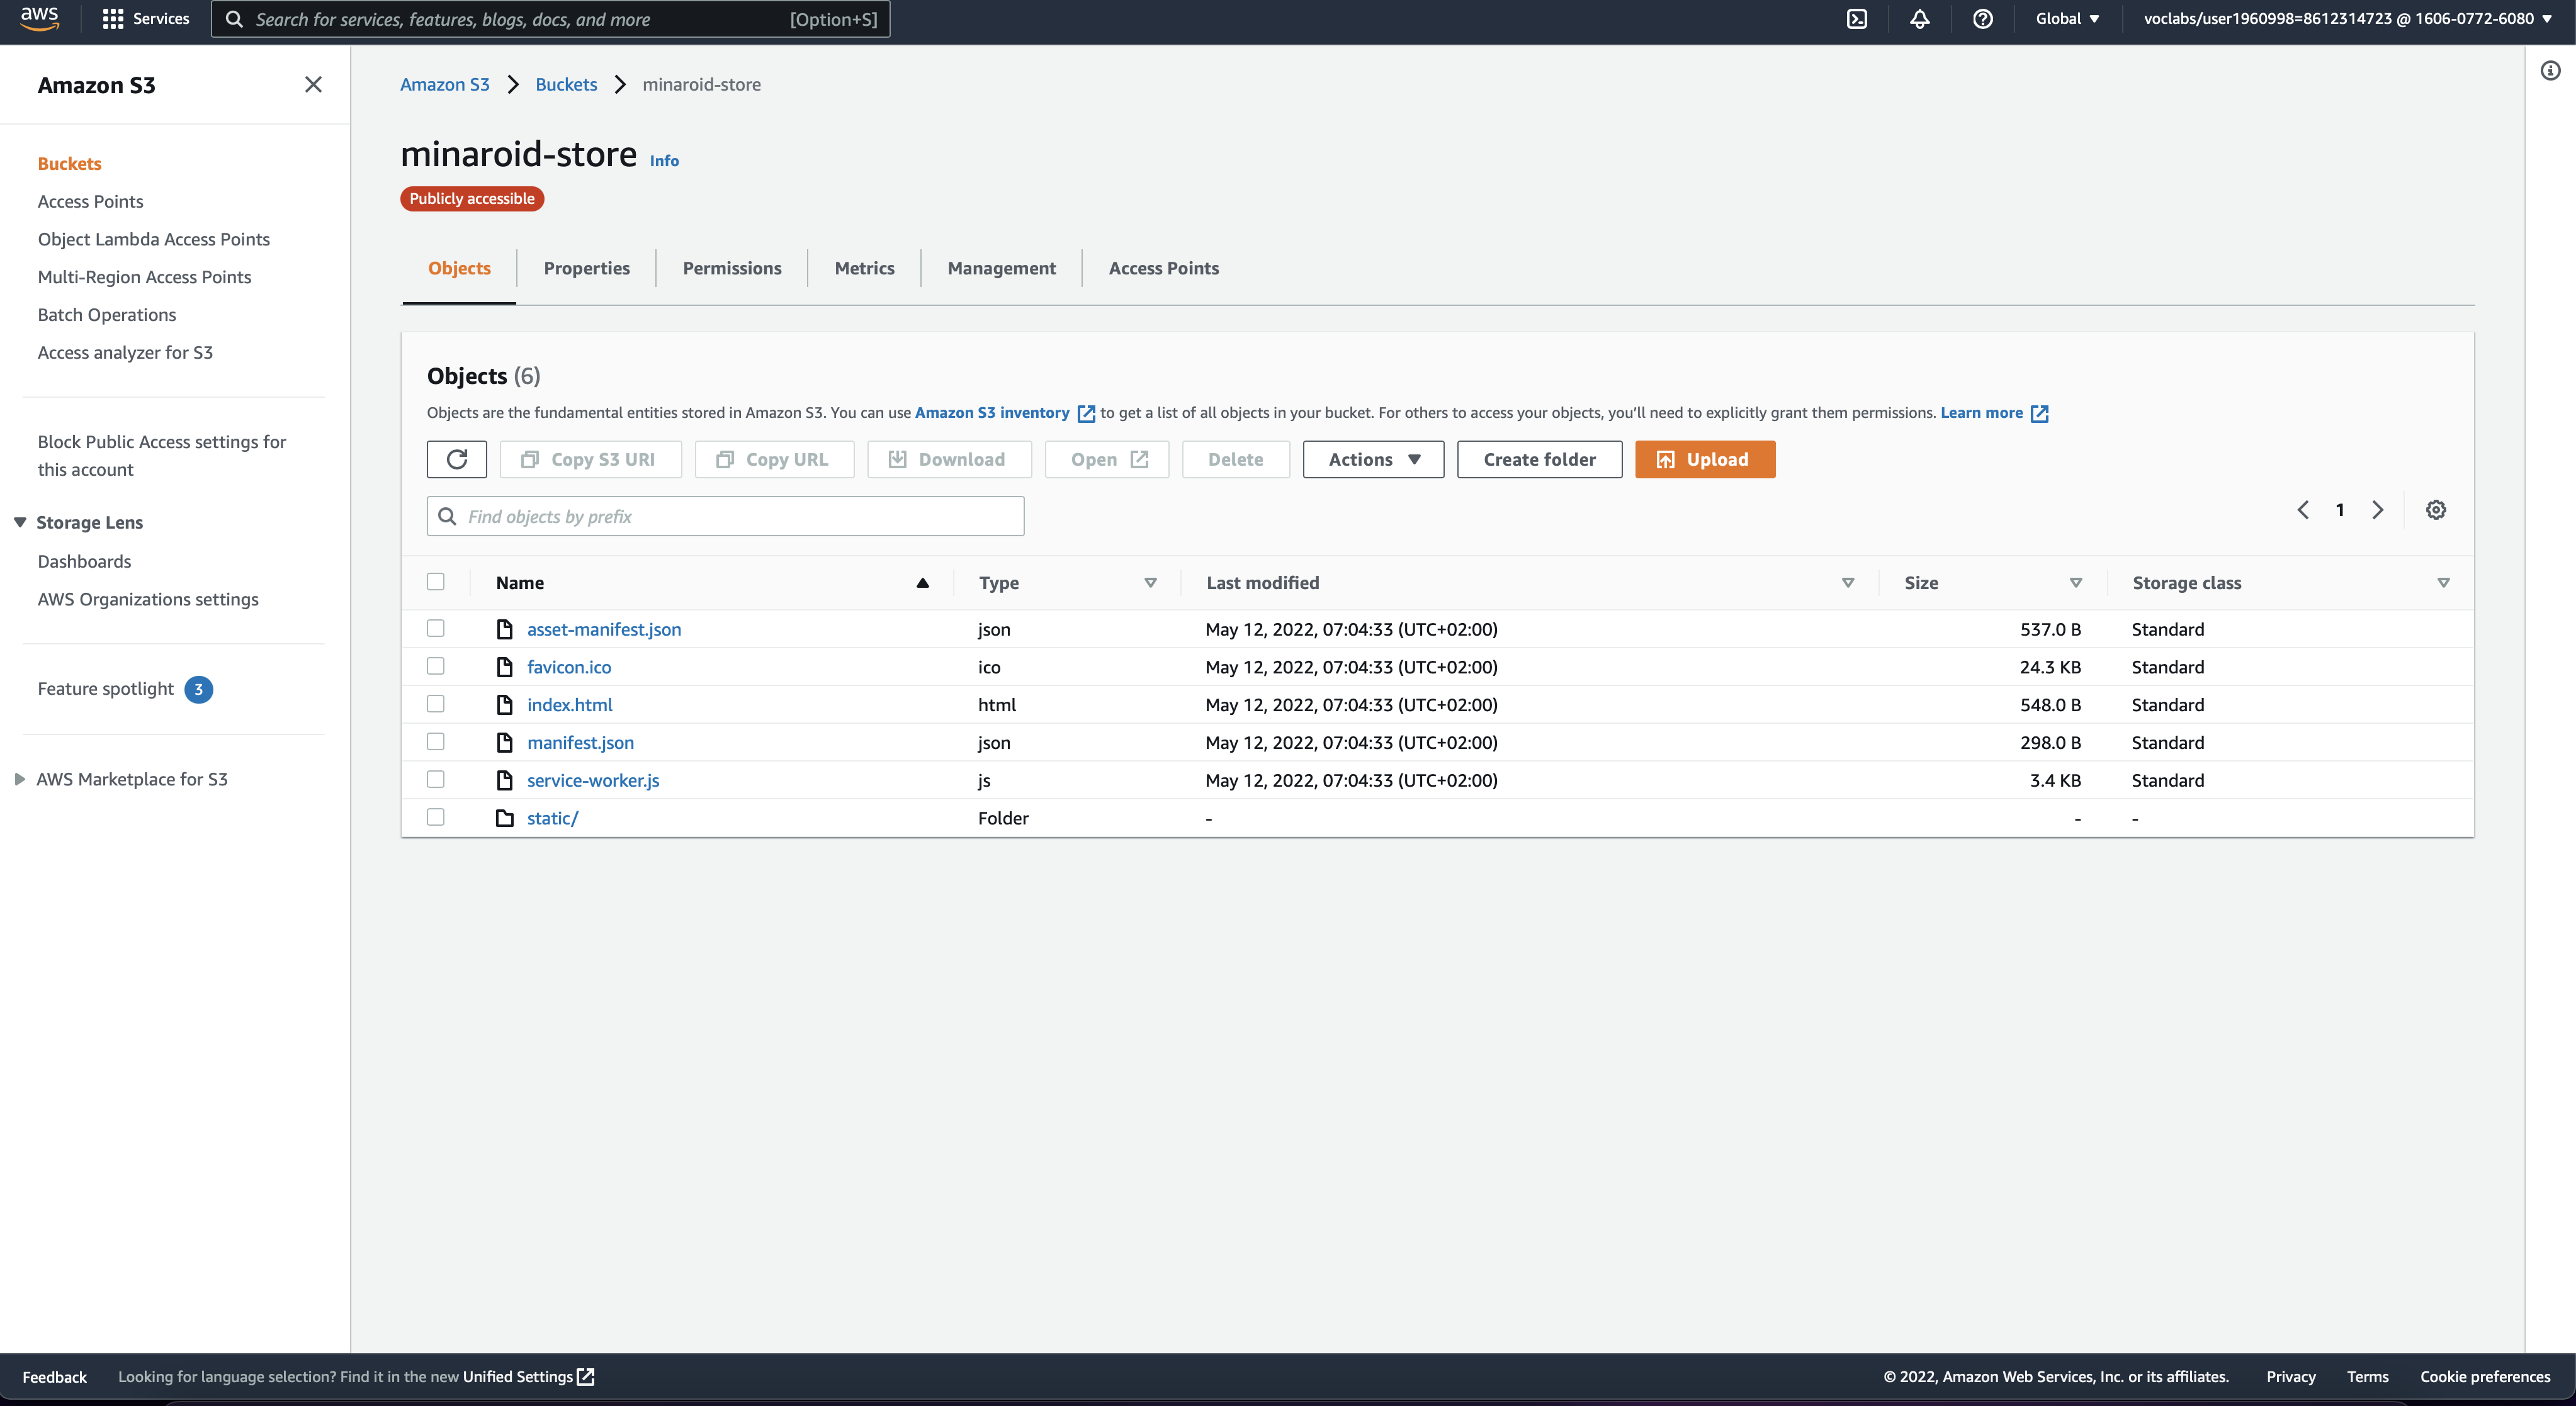 aws
Services
Search for services, features, blogs, docs, and more [Option+S]
Global
voclabs/user1960998=8612314723 @ 1606-0772-6080
Amazon S3
Buckets
Access Points
Object Lambda Access Points
Multi-Region Access Points
Batch Operations
Access analyzer for S3
Block Public Access settings for
this account
Storage Lens
Dashboards
AWS Organizations settings
Feature spotlight 3
AWS Marketplace for S3
Amazon S3 Buckets minaroid-store
minaroid-store Info
Publicly accessible
Objects Properties Permissions Metrics Management Access Points
Objects (6)
Objects are the fundamental entities stored in Amazon S3. You can use Amazon S3 inventory to get a list of all objects in your bucket. For others to access your objects, you’ll need to explicitly grant them permissions. Learn more
Copy S3 URI Copy URL Download Open Delete Actions Create folder Upload
Find objects by prefix
1
Name Type Last modified Size Storage class
asset-manifest.json json May 12, 2022, 07:04:33 (UTC+02:00) 537.0 B Standard
favicon.ico ico May 12, 2022, 07:04:33 (UTC+02:00) 24.3 KB Standard
index.html html May 12, 2022, 07:04:33 (UTC+02:00) 548.0 B Standard
manifest.json json May 12, 2022, 07:04:33 (UTC+02:00) 298.0 B Standard
service-worker.js js May 12, 2022, 07:04:33 (UTC+02:00) 3.4 KB Standard
static/ Folder - - -
Feedback Looking for language selection? Find it in the new Unified Settings
© 2022, Amazon Web Services, Inc. or its affiliates. Privacy Terms Cookie preferences